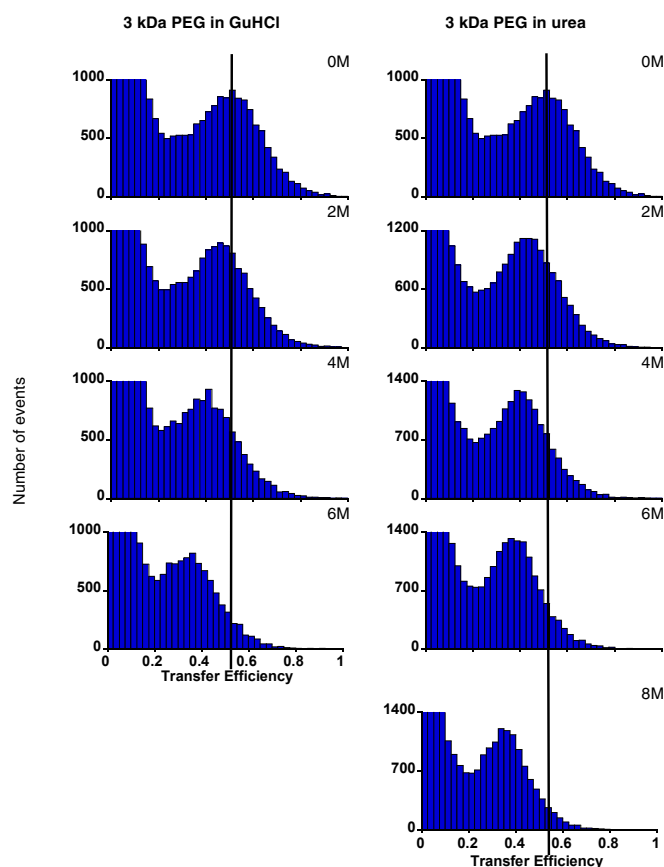 3 kDa PEG in GuHCl
3 kDa PEG in urea
Number of events
0M
1000
500
0
2M
1000
500
0
4M
1000
500
0
6M
1000
500
0
0 0.2 0.4 0.6 0.8 1
Transfer Efficiency
0M
1000
500
0
2M
1200
600
0
4M
1400
700
0
6M
1400
700
0
8M
1400
700
0
0 0.2 0.4 0.6 0.8 1
Transfer Efficiency